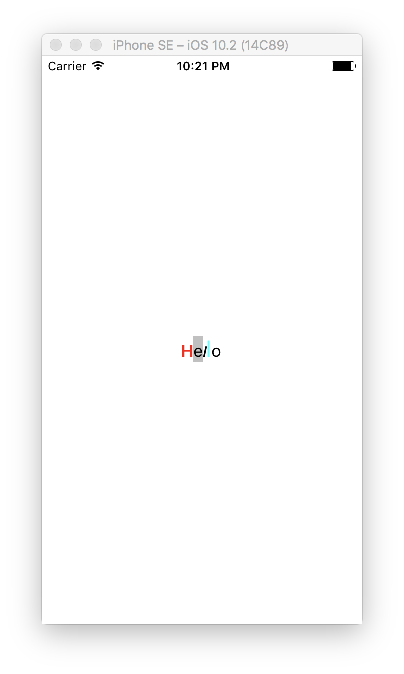 iPhone SE – iOS 10.2 (14C89)
Carrier 10:21 PM
Hello